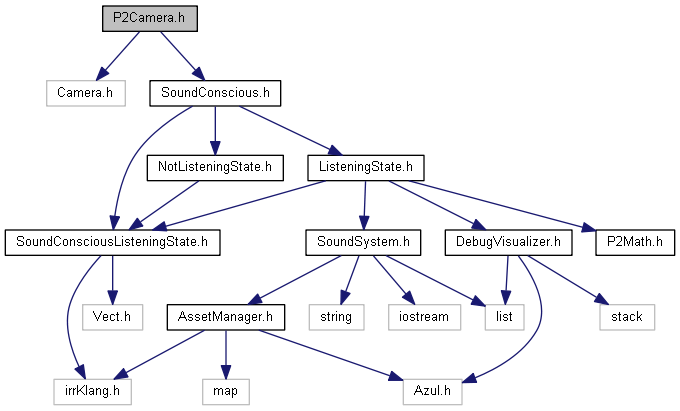 P2Camera.h
Camera.h
SoundConscious.h
NotListeningState.h
ListeningState.h
SoundConsciousListeningState.h
SoundSystem.h
DebugVisualizer.h
P2Math.h
Vect.h
AssetManager.h
string
iostream
list
stack
irrKlang.h
map
Azul.h